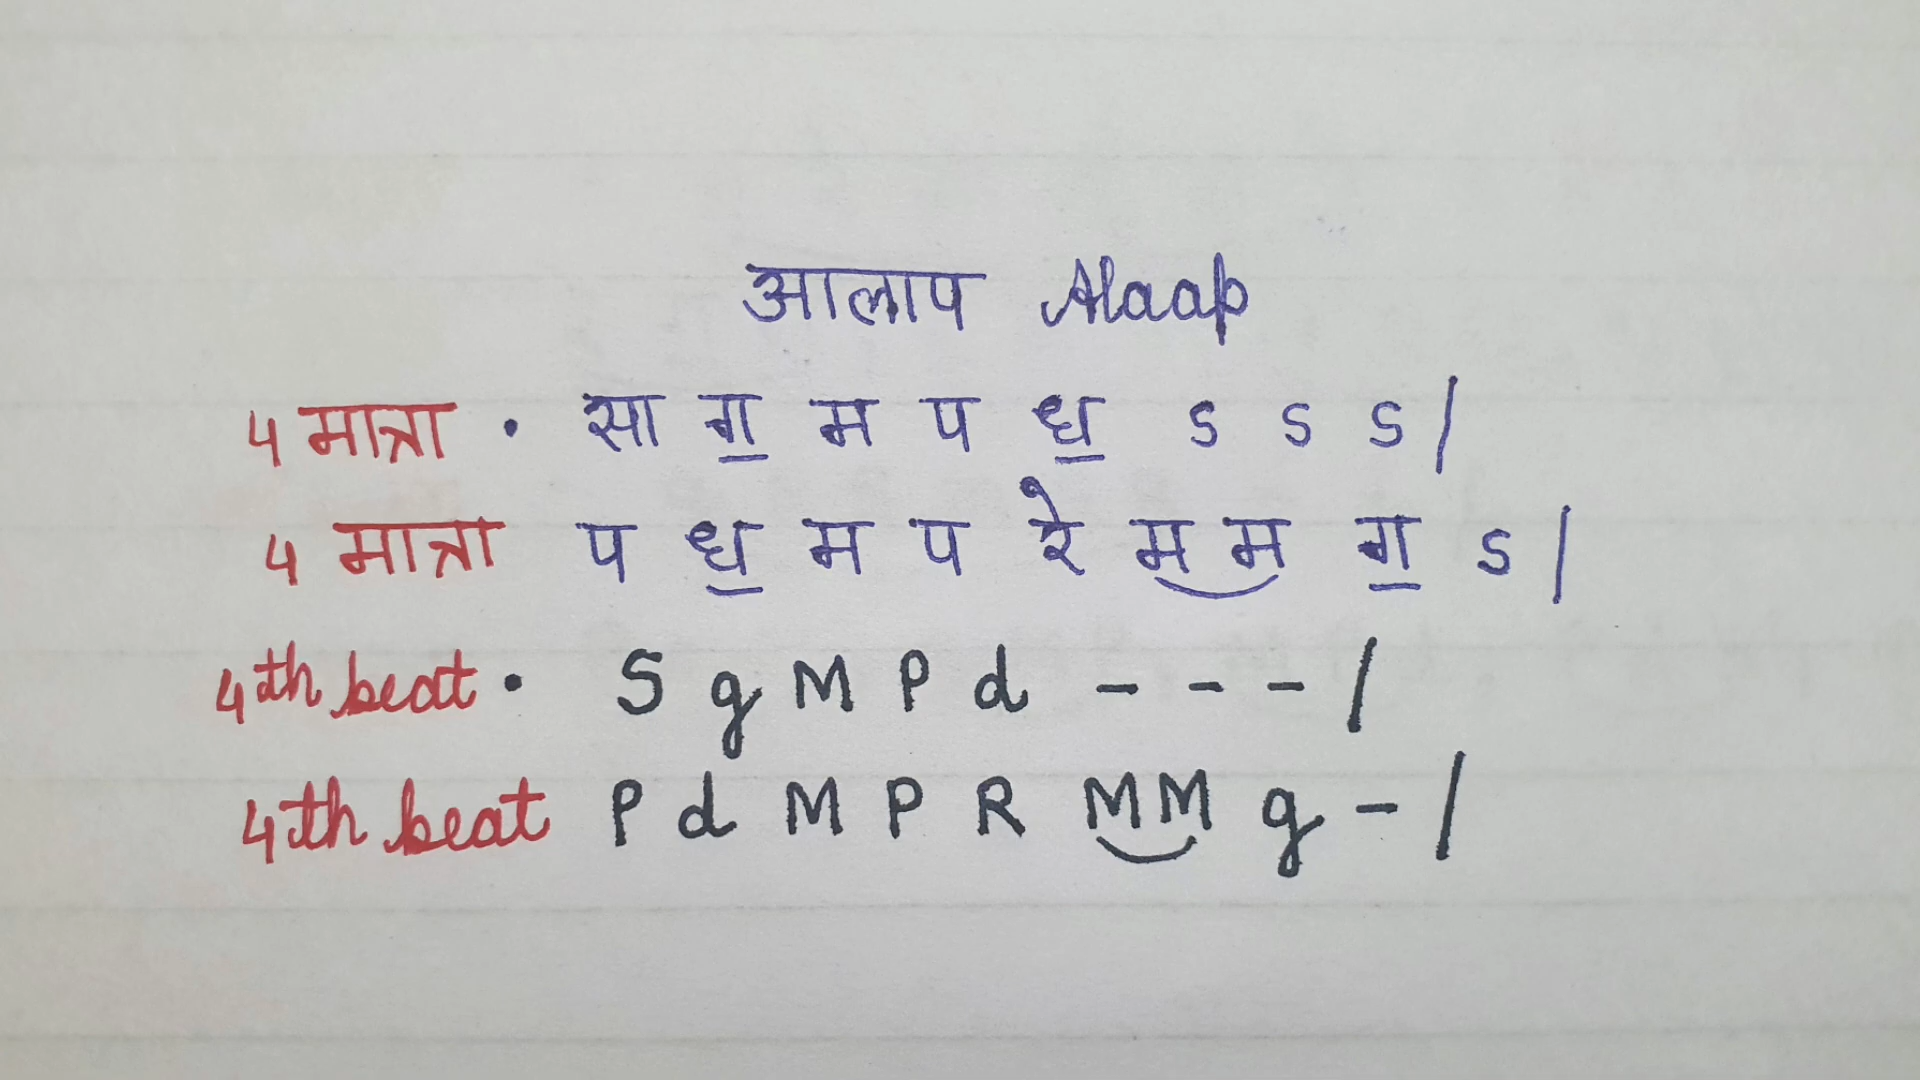 आलाप Alaap
4 मात्रा • सा ग॒ म प ध॒ ऽ ऽ ऽ |
4 मात्रा प ध॒ म प रे म म ग॒ ऽ |
4th beat • S g M P d - - - /
4th beat P d M P R M M g - /